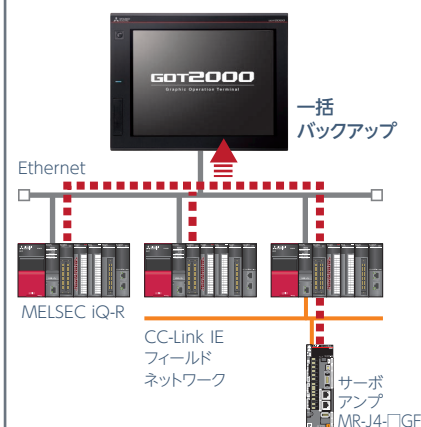 GOT2000
Graphic Operation Terminal
一括
バックアップ
Ethernet
MELSEC iQ-R
CC-Link IE
フィールド
ネットワーク
サーボ
アンプ
MR-J4-□GF